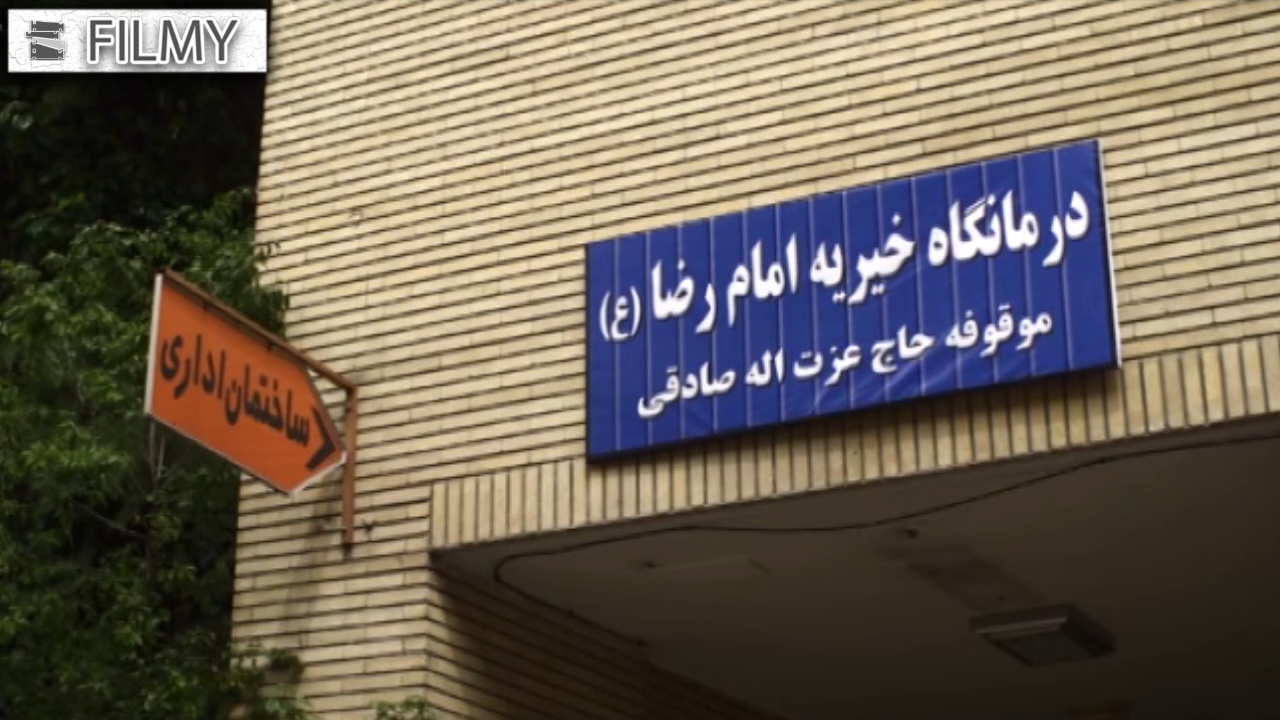 FILMY
درمانگاه خیریه امام رضا (ع)
موقوفه حاج عزت اله صادقی
ساختمان اداری